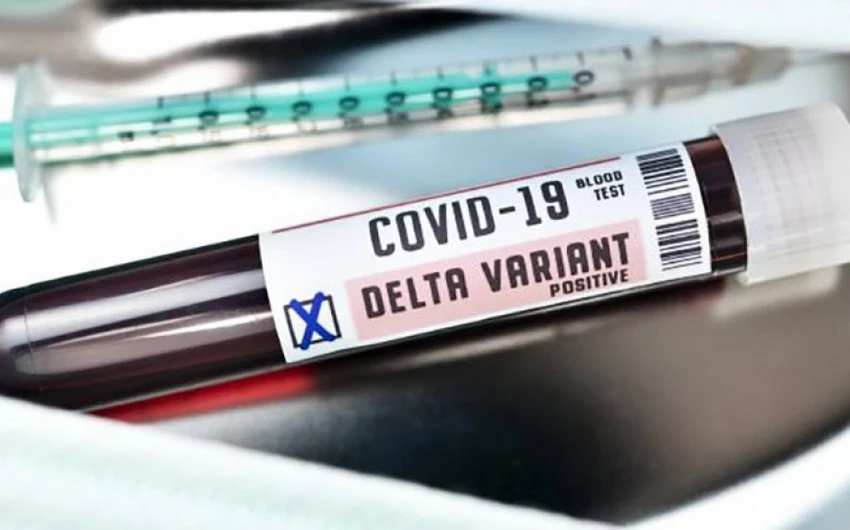 COVID-19
BLOOD
TEST
X
DELTA VARIANT
POSITIVE